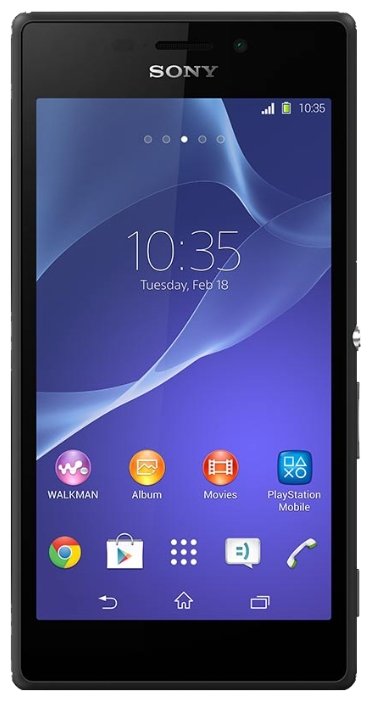 SONY
10:35
10:35
Tuesday, Feb 18
WALKMAN
Album
Movies
PlayStation
Mobile